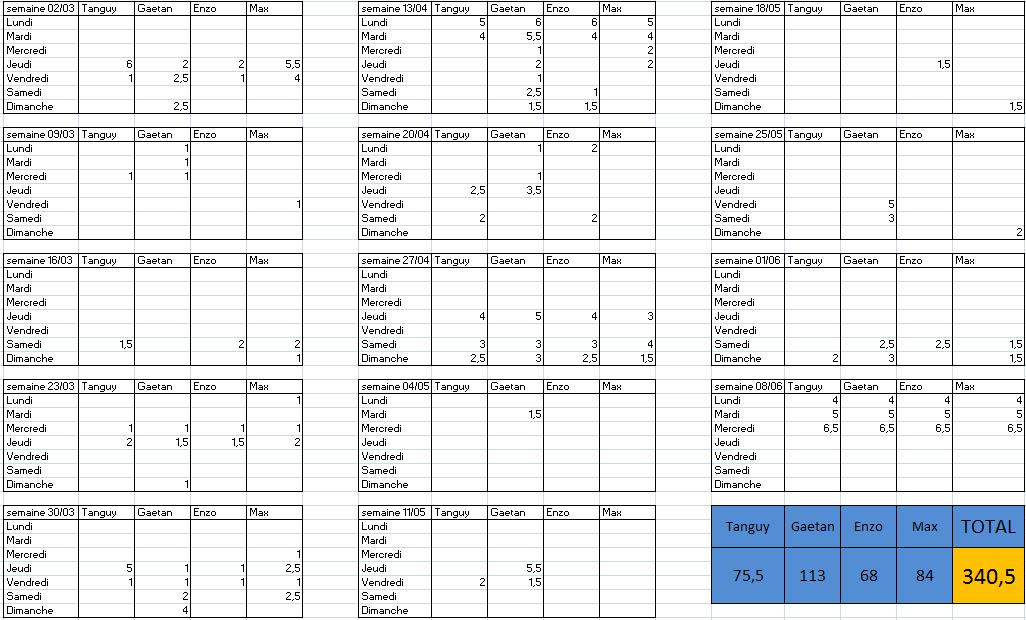 semaine 02/03 Tanguy Gaetan Enzo Max
Lundi
Mardi
Mercredi
Jeudi 6 2 2 5,5
Vendredi 1 2,5 1 4
Samedi
Dimanche 2,5
semaine 09/03 Tanguy Gaetan Enzo Max
Lundi 1
Mardi 1
Mercredi 1 1
Jeudi
Vendredi 1
Samedi
Dimanche
semaine 16/03 Tanguy Gaetan Enzo Max
Lundi
Mardi
Mercredi
Jeudi
Vendredi
Samedi 1,5 2 2
Dimanche 1
semaine 23/03 Tanguy Gaetan Enzo Max
Lundi 1
Mardi
Mercredi 1 1 1 1
Jeudi 2 1,5 1,5 2
Vendredi
Samedi
Dimanche 1
semaine 30/03 Tanguy Gaetan Enzo Max
Lundi
Mardi
Mercredi 1
Jeudi 5 1 1 2,5
Vendredi 1 1 1 1
Samedi 2 2,5
Dimanche 4
semaine 13/04 Tanguy Gaetan Enzo Max
Lundi 5 6 6 5
Mardi 4 5,5 4 4
Mercredi 1 2
Jeudi 2 2
Vendredi 1
Samedi 2,5 1
Dimanche 1,5 1,5
semaine 20/04 Tanguy Gaetan Enzo Max
Lundi 1 2
Mardi
Mercredi 1
Jeudi 2,5 3,5
Vendredi
Samedi 2 2
Dimanche
semaine 27/04 Tanguy Gaetan Enzo Max
Lundi
Mardi
Mercredi
Jeudi 4 5 4 3
Vendredi
Samedi 3 3 3 4
Dimanche 2,5 3 2,5 1,5
semaine 04/05 Tanguy Gaetan Enzo Max
Lundi
Mardi 1,5
Mercredi
Jeudi
Vendredi
Samedi
Dimanche
semaine 11/05 Tanguy Gaetan Enzo Max
Lundi
Mardi
Mercredi
Jeudi 5,5
Vendredi 2 1,5
Samedi
Dimanche
semaine 18/05 Tanguy Gaetan Enzo Max
Lundi
Mardi
Mercredi
Jeudi 1,5
Vendredi
Samedi
Dimanche 1,5
semaine 25/05 Tanguy Gaetan Enzo Max
Lundi
Mardi
Mercredi
Jeudi
Vendredi 5
Samedi 3
Dimanche 2
semaine 01/06 Tanguy Gaetan Enzo Max
Lundi
Mardi
Mercredi
Jeudi
Vendredi
Samedi 2,5 2,5 1,5
Dimanche 2 3 1,5
semaine 08/06 Tanguy Gaetan Enzo Max
Lundi 4 4 4 4
Mardi 5 5 5 5
Mercredi 6,5 6,5 6,5 6,5
Jeudi
Vendredi
Samedi
Dimanche
Tanguy Gaetan Enzo Max TOTAL
75,5 113 68 84 340,5